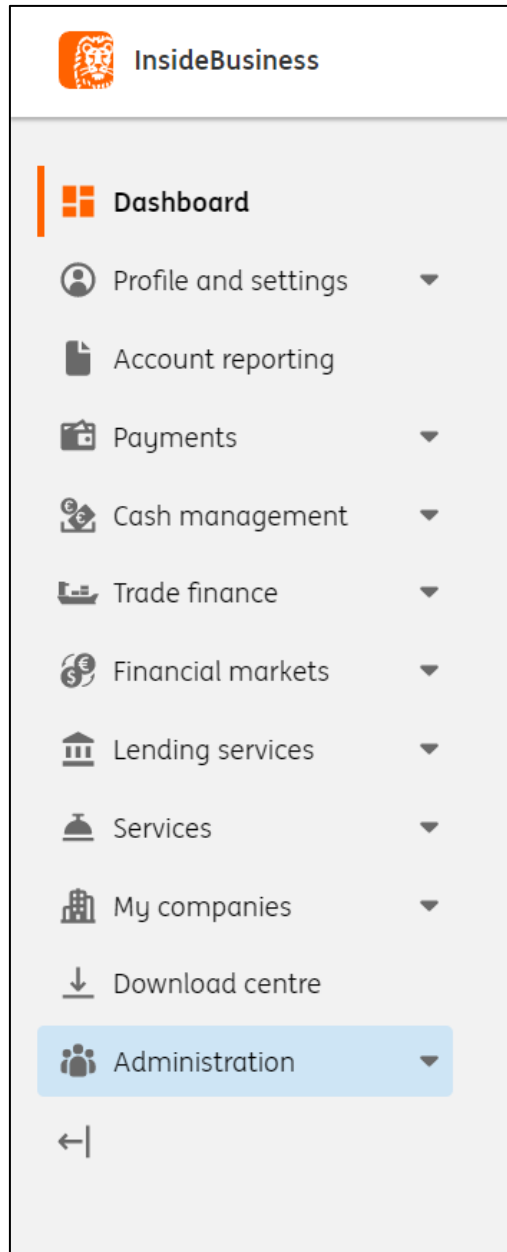 InsideBusiness
Dashboard
Profile and settings
Account reporting
Payments
Cash management
Trade finance
Financial markets
Lending services
Services
My companies
Download centre
Administration